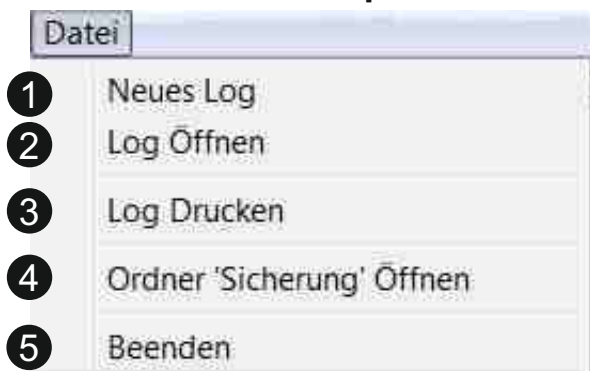 Datei
1 Neues Log
2 Log Öffnen
3 Log Drucken
4 Ordner 'Sicherung' Öffnen
5 Beenden